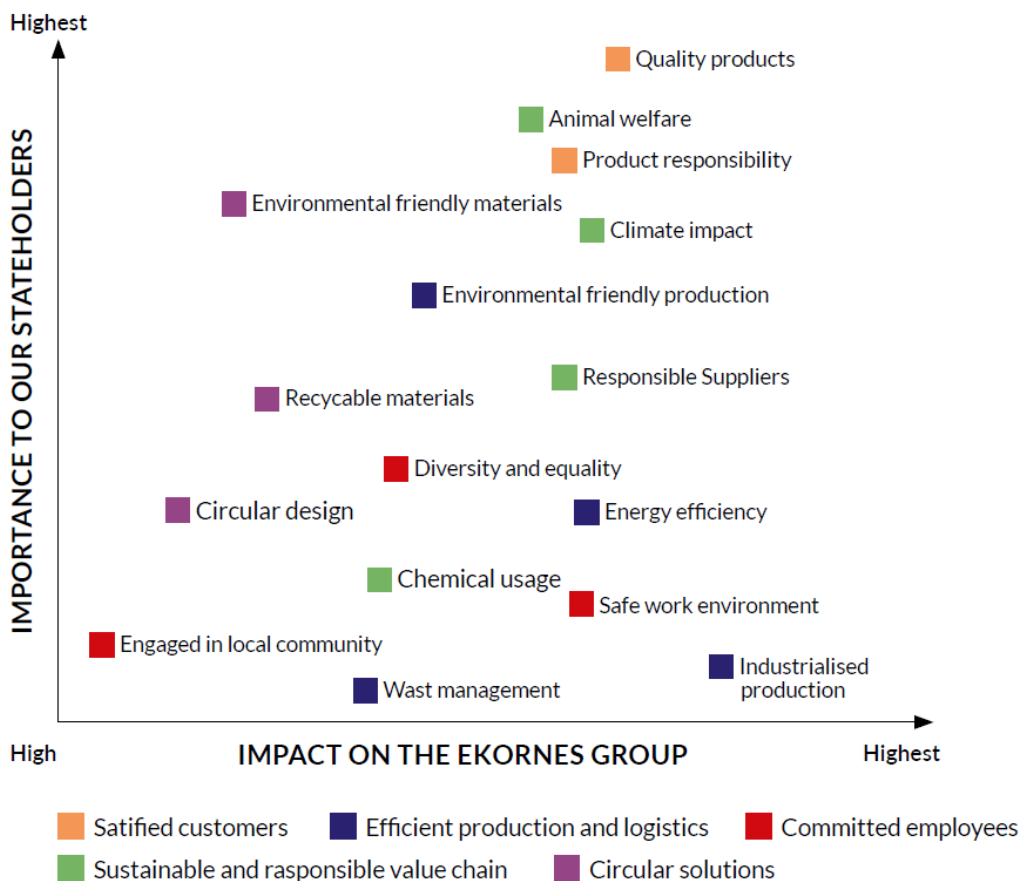 Highest
Quality products
Animal welfare
Product responsibility
Environmental friendly materials
Climate impact
Environmental friendly production
Responsible Suppliers
Recycable materials
Diversity and equality
Circular design
Energy efficiency
Chemical usage
Safe work environment
Engaged in local community
Industrialised
production
Wast management
IMPORTANCE TO OUR STATEHOLDERS
High
IMPACT ON THE EKORNES GROUP
Highest
Satified customers
Efficient production and logistics
Committed employees
Sustainable and responsible value chain
Circular solutions